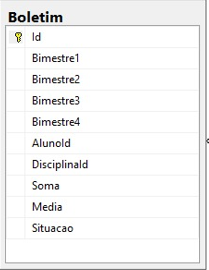 Boletim
Id
Bimestre1
Bimestre2
Bimestre3
Bimestre4
AlunoId
DisciplinaId
Soma
Media
Situacao